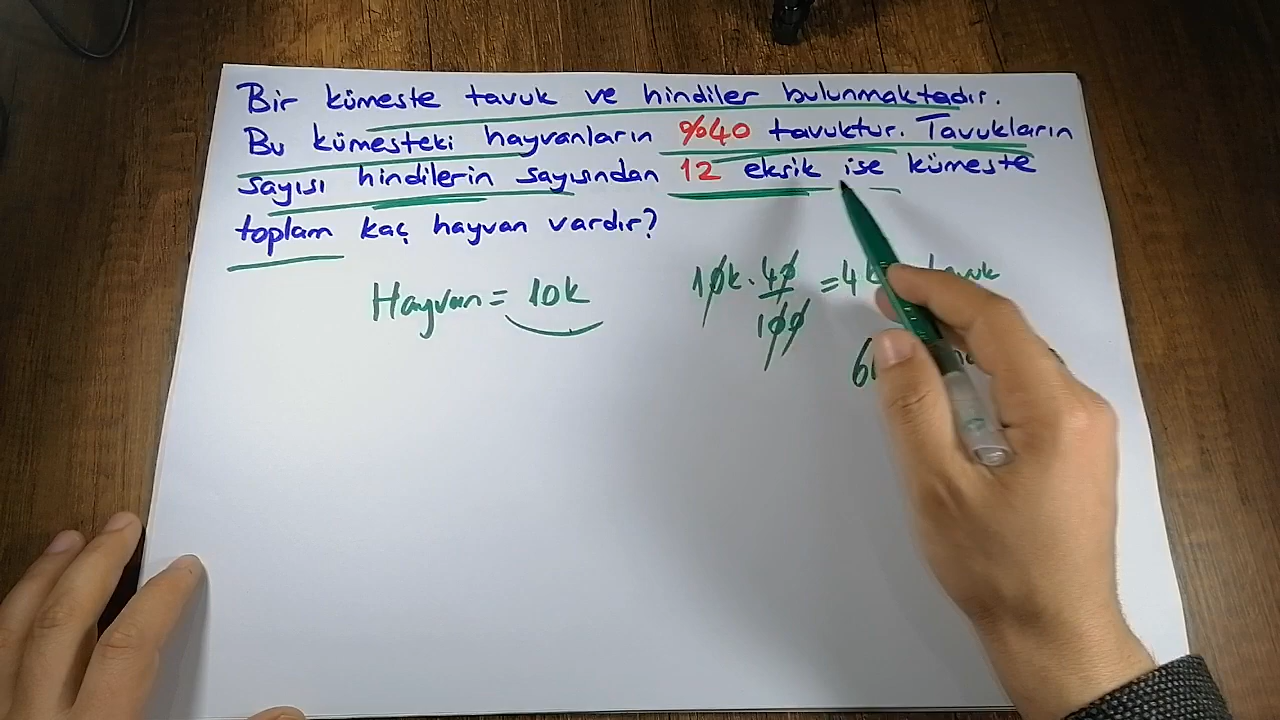 Bir kümeste tavuk ve hindiler bulunmaktadır.
Bu kümesteki hayvanların %40 tavuktur. Tavukların
sayısı hindilerin sayısından 12 eksik ise kümeste
toplam kaç hayvan vardır?
Hayvan = 10k
10k · 40/100 = 4k